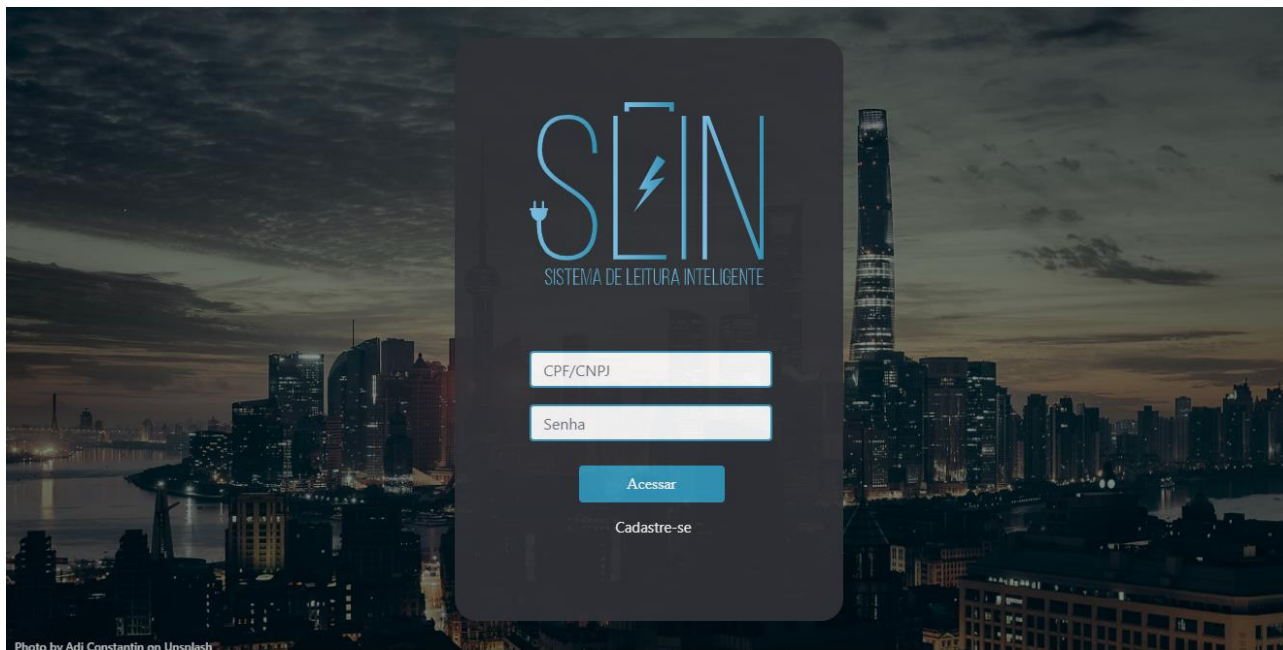 SLIN
SISTEMA DE LEITURA INTELIGENTE
CPF/CNPJ
Senha
Acessar
Cadastre-se
Photo by Adi Constantin on Unsplash